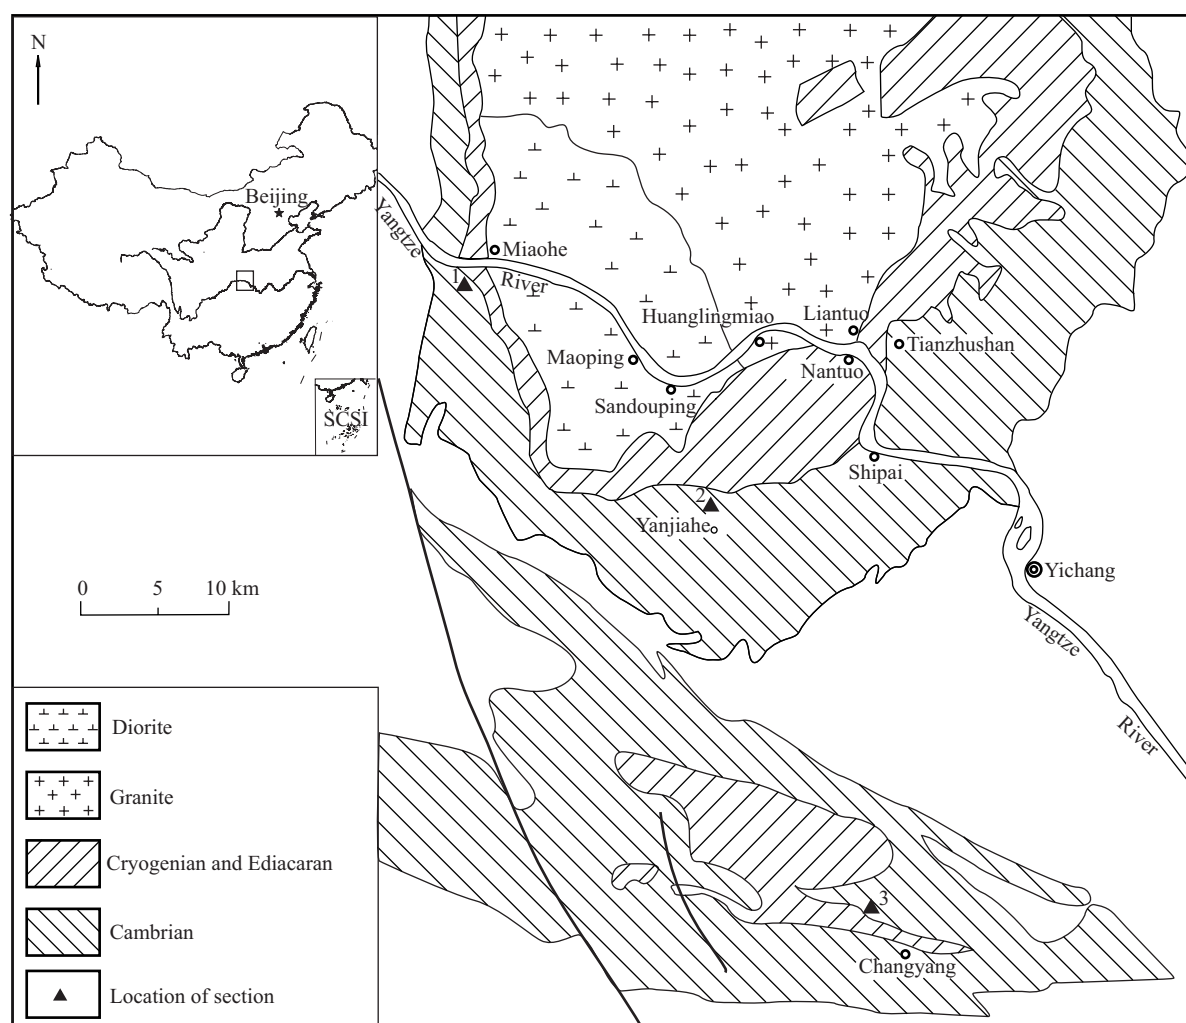 N
Beijing
SCSI
Yangtze
River
Miaohe
1
Huanglingmiao
Liantuo
Tianzhushan
Maoping
Nantuo
Sandouping
Shipai
2
Yanjiahe
Yichang
Yangtze
River
0 5 10 km
3
Changyang
Diorite
Granite
Cryogenian and Ediacaran
Cambrian
Location of section